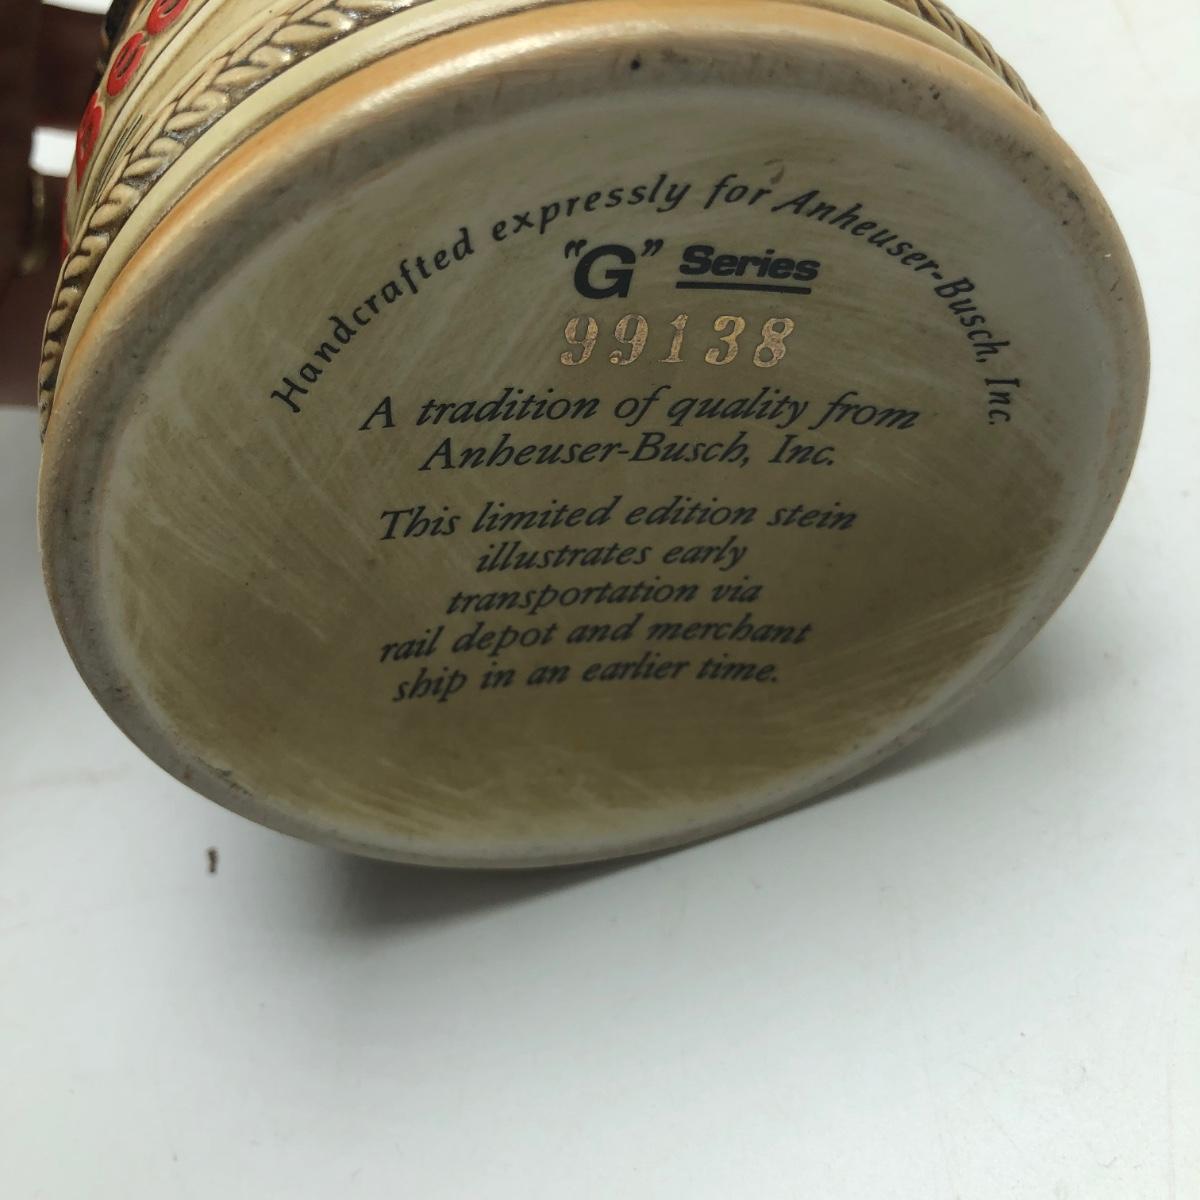 Handcrafted expressly for Anheuser-Busch, Inc.
"G" Series
99138
A tradition of quality from
Anheuser-Busch, Inc.
This limited edition stein
illustrates early
transportation via
rail depot and merchant
ship in an earlier time.